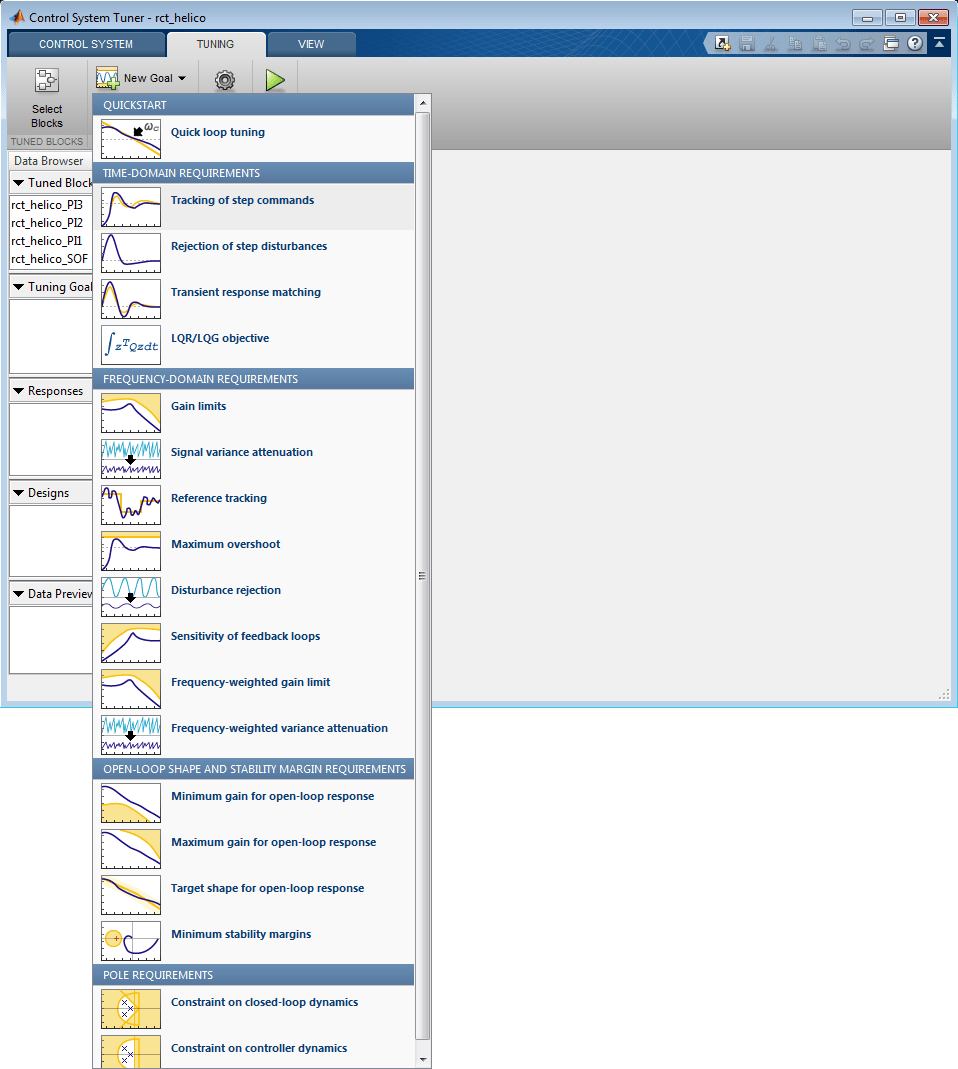 Control System Tuner - rct_helico
CONTROL SYSTEM
TUNING
VIEW
New Goal
Select
Blocks
TUNED BLOCKS
Data Browser
Tuned Block
rct_helico_PI3
rct_helico_PI2
rct_helico_PI1
rct_helico_SOF
Tuning Goal
Responses
Designs
Data Preview
QUICKSTART
ω_c
Quick loop tuning
TIME-DOMAIN REQUIREMENTS
Tracking of step commands
Rejection of step disturbances
Transient response matching
∫zᵀQzdt
LQR/LQG objective
FREQUENCY-DOMAIN REQUIREMENTS
Gain limits
Signal variance attenuation
Reference tracking
Maximum overshoot
Disturbance rejection
Sensitivity of feedback loops
Frequency-weighted gain limit
Frequency-weighted variance attenuation
OPEN-LOOP SHAPE AND STABILITY MARGIN REQUIREMENTS
Minimum gain for open-loop response
Maximum gain for open-loop response
Target shape for open-loop response
Minimum stability margins
POLE REQUIREMENTS
Constraint on closed-loop dynamics
Constraint on controller dynamics